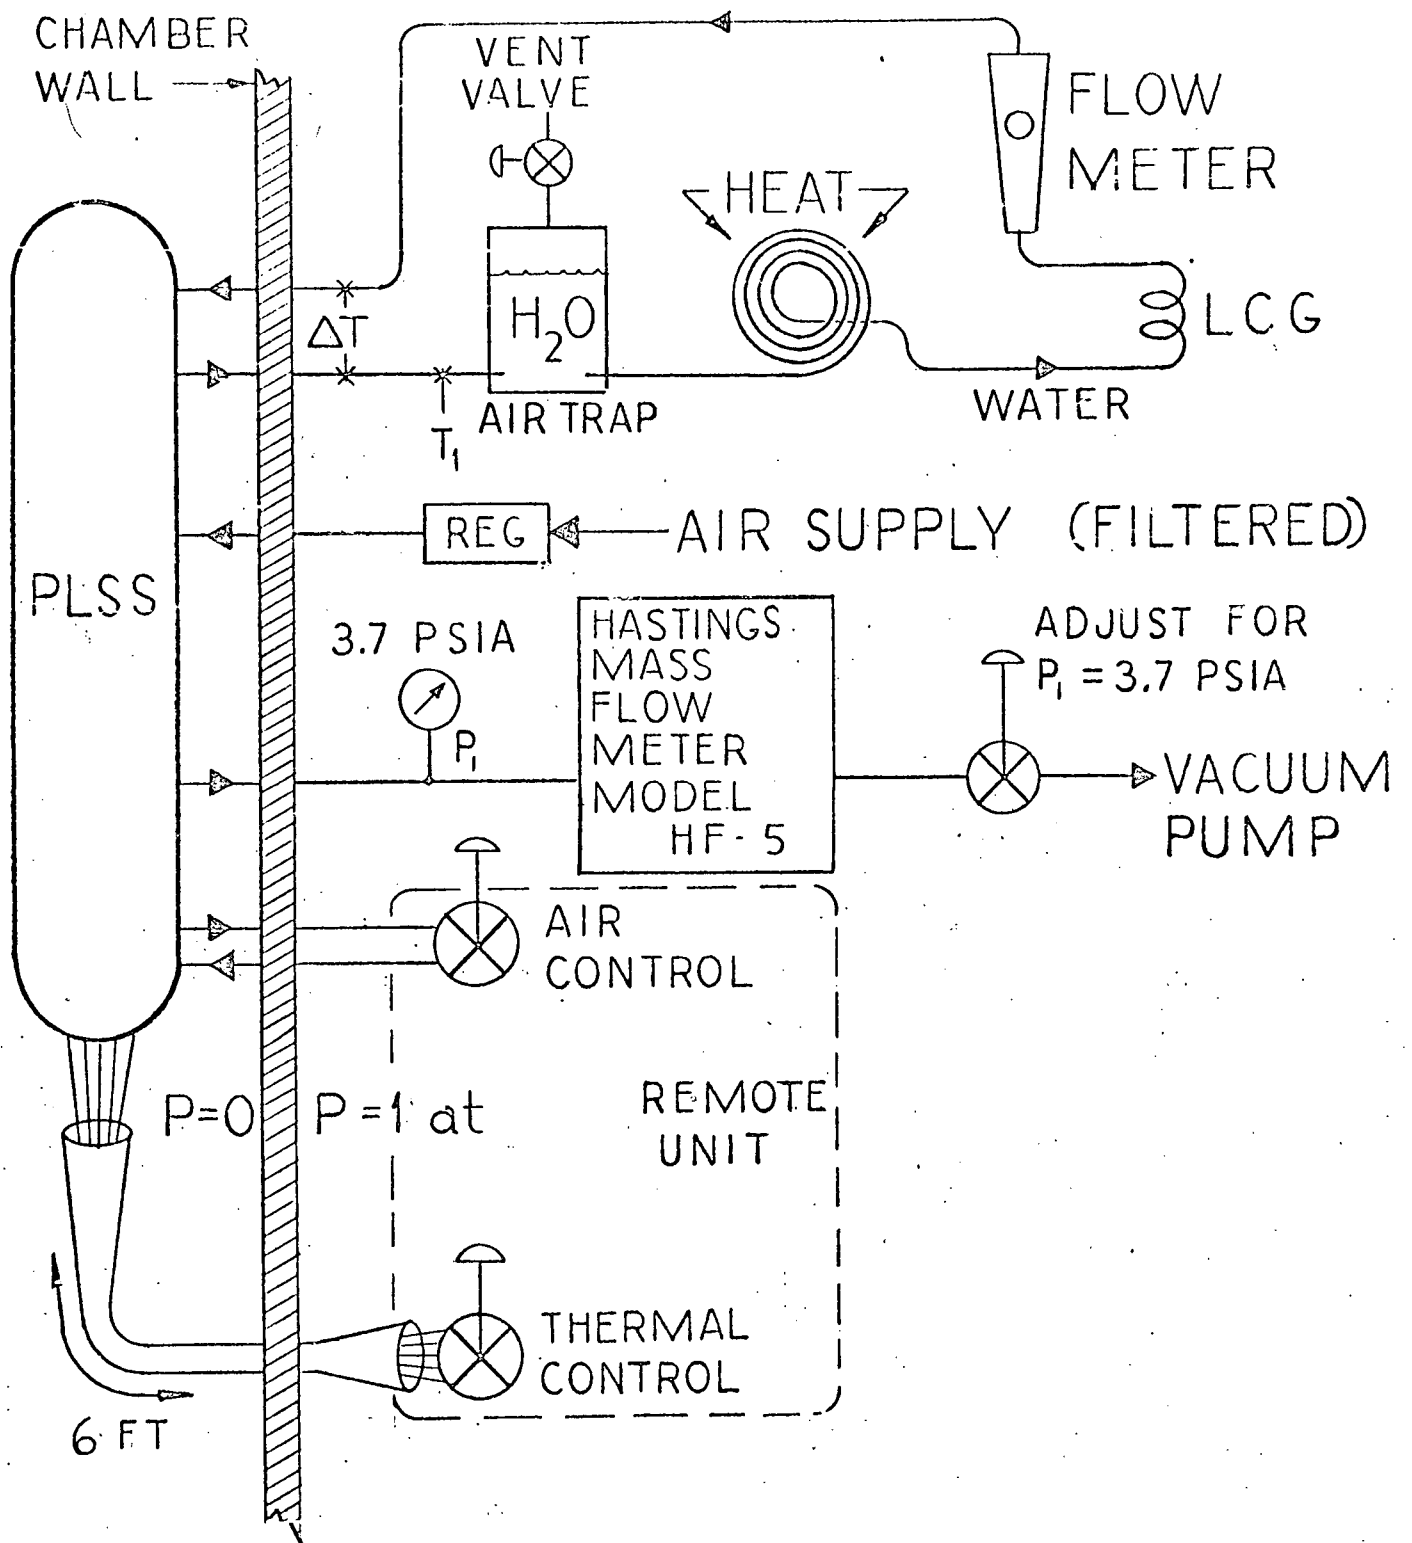 CHAMBER
WALL
VENT
VALVE
FLOW
METER
HEAT
H₂O
ΔT
LCG
WATER
AIR TRAP
T₁
REG
AIR SUPPLY (FILTERED)
PLSS
3.7 PSIA
P₁
HASTINGS
MASS
FLOW
METER
MODEL
HF-5
ADJUST FOR
P₁ = 3.7 PSIA
VACUUM
PUMP
AIR
CONTROL
P=0
P=1 at
REMOTE
UNIT
THERMAL
CONTROL
6 FT